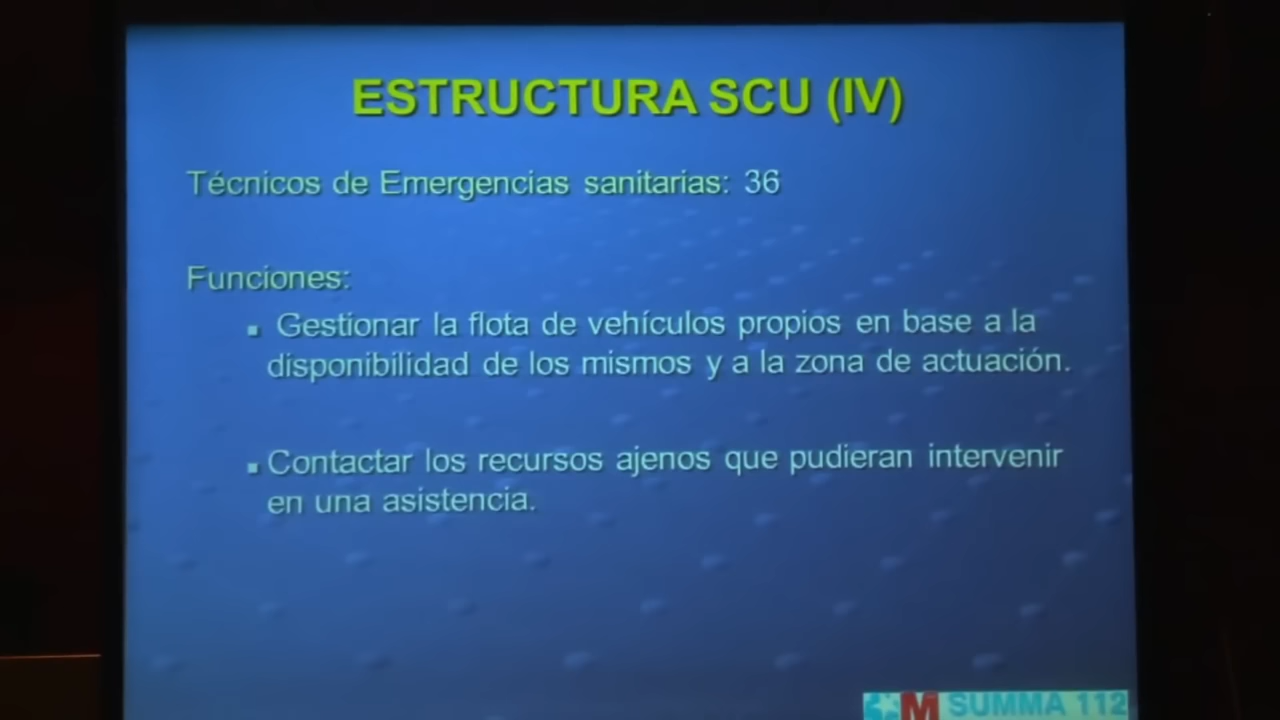 ESTRUCTURA SCU (IV)
Técnicos de Emergencias sanitarias: 36
Funciones:
▪ Gestionar la flota de vehículos propios en base a la
disponibilidad de los mismos y a la zona de actuación.
▪ Contactar los recursos ajenos que pudieran intervenir
en una asistencia.
M SUMMA 112